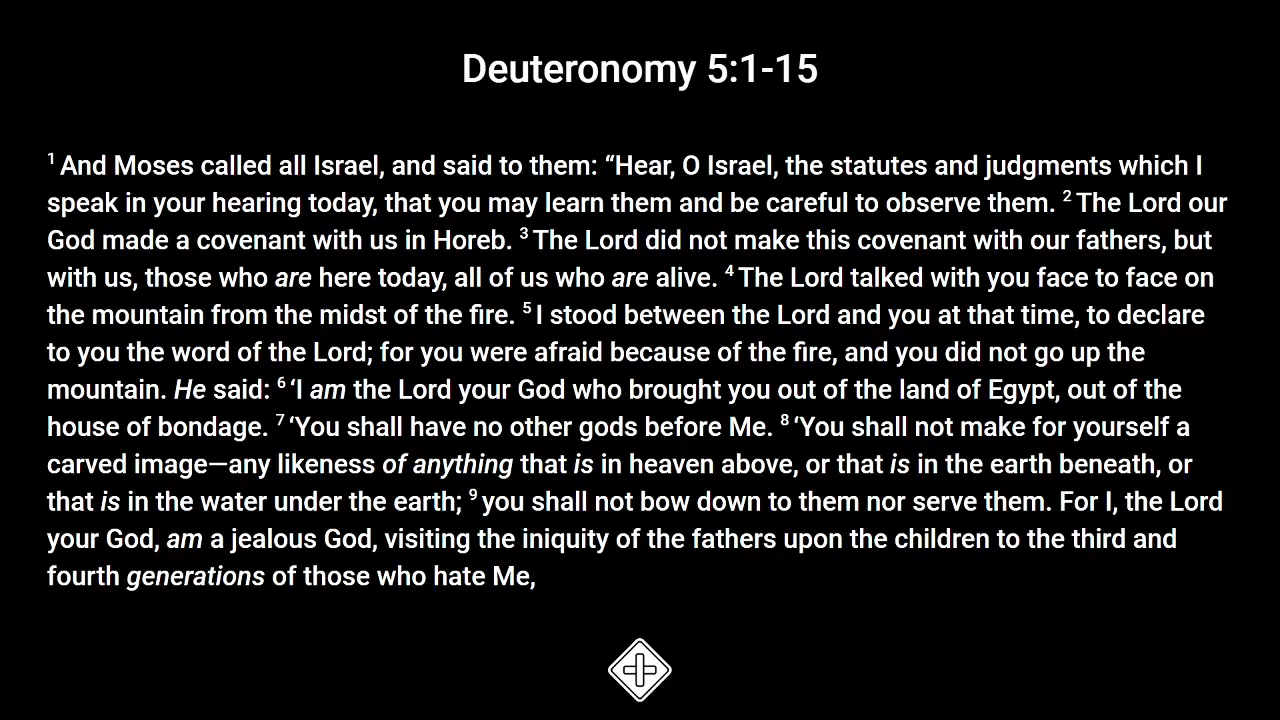 Deuteronomy 5:1-15
1 And Moses called all Israel, and said to them: “Hear, O Israel, the statutes and judgments which I
speak in your hearing today, that you may learn them and be careful to observe them. 2 The Lord our
God made a covenant with us in Horeb. 3 The Lord did not make this covenant with our fathers, but
with us, those who are here today, all of us who are alive. 4 The Lord talked with you face to face on
the mountain from the midst of the fire. 5 I stood between the Lord and you at that time, to declare
to you the word of the Lord; for you were afraid because of the fire, and you did not go up the
mountain. He said: 6 ‘I am the Lord your God who brought you out of the land of Egypt, out of the
house of bondage. 7 ‘You shall have no other gods before Me. 8 ‘You shall not make for yourself a
carved image—any likeness of anything that is in heaven above, or that is in the earth beneath, or
that is in the water under the earth; 9 you shall not bow down to them nor serve them. For I, the Lord
your God, am a jealous God, visiting the iniquity of the fathers upon the children to the third and
fourth generations of those who hate Me,